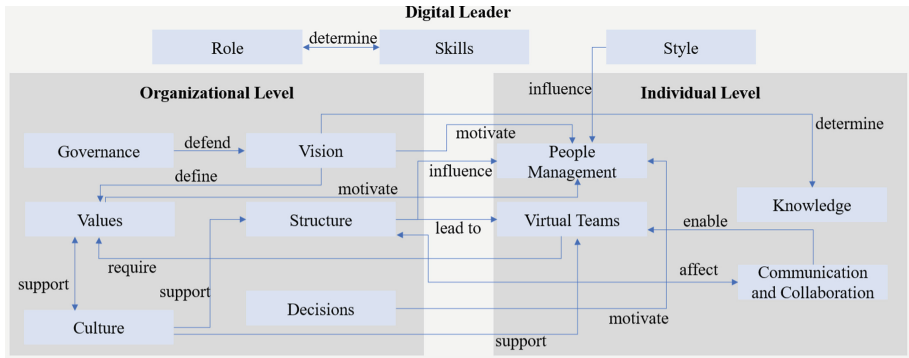 Digital Leader
Role
determine
Skills
Style
influence
Organizational Level
Individual Level
Governance
defend
Vision
motivate
People
Management
determine
define
influence
motivate
Values
Structure
lead to
Virtual Teams
Knowledge
enable
require
support
support
affect
Communication
and Collaboration
Decisions
motivate
Culture
support